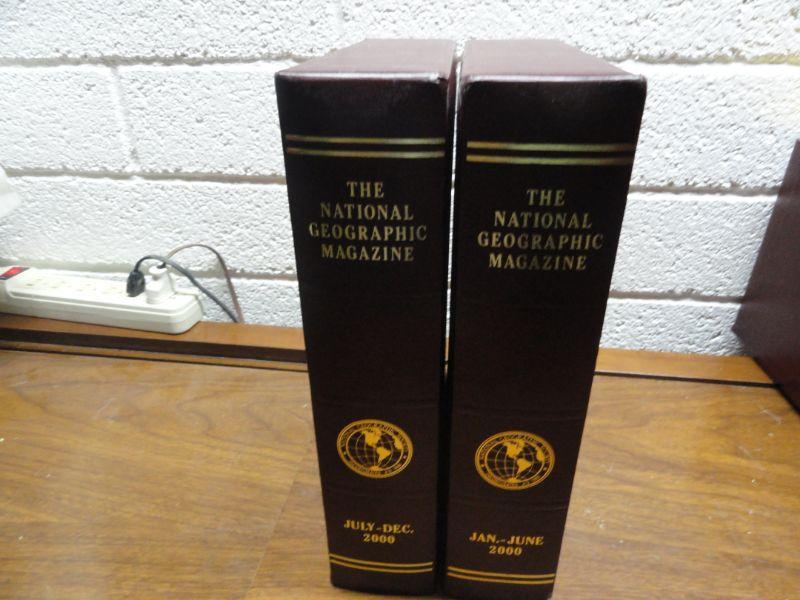 THE
NATIONAL
GEOGRAPHIC
MAGAZINE
JULY-DEC.
2000
THE
NATIONAL
GEOGRAPHIC
MAGAZINE
JAN.-JUNE
2000